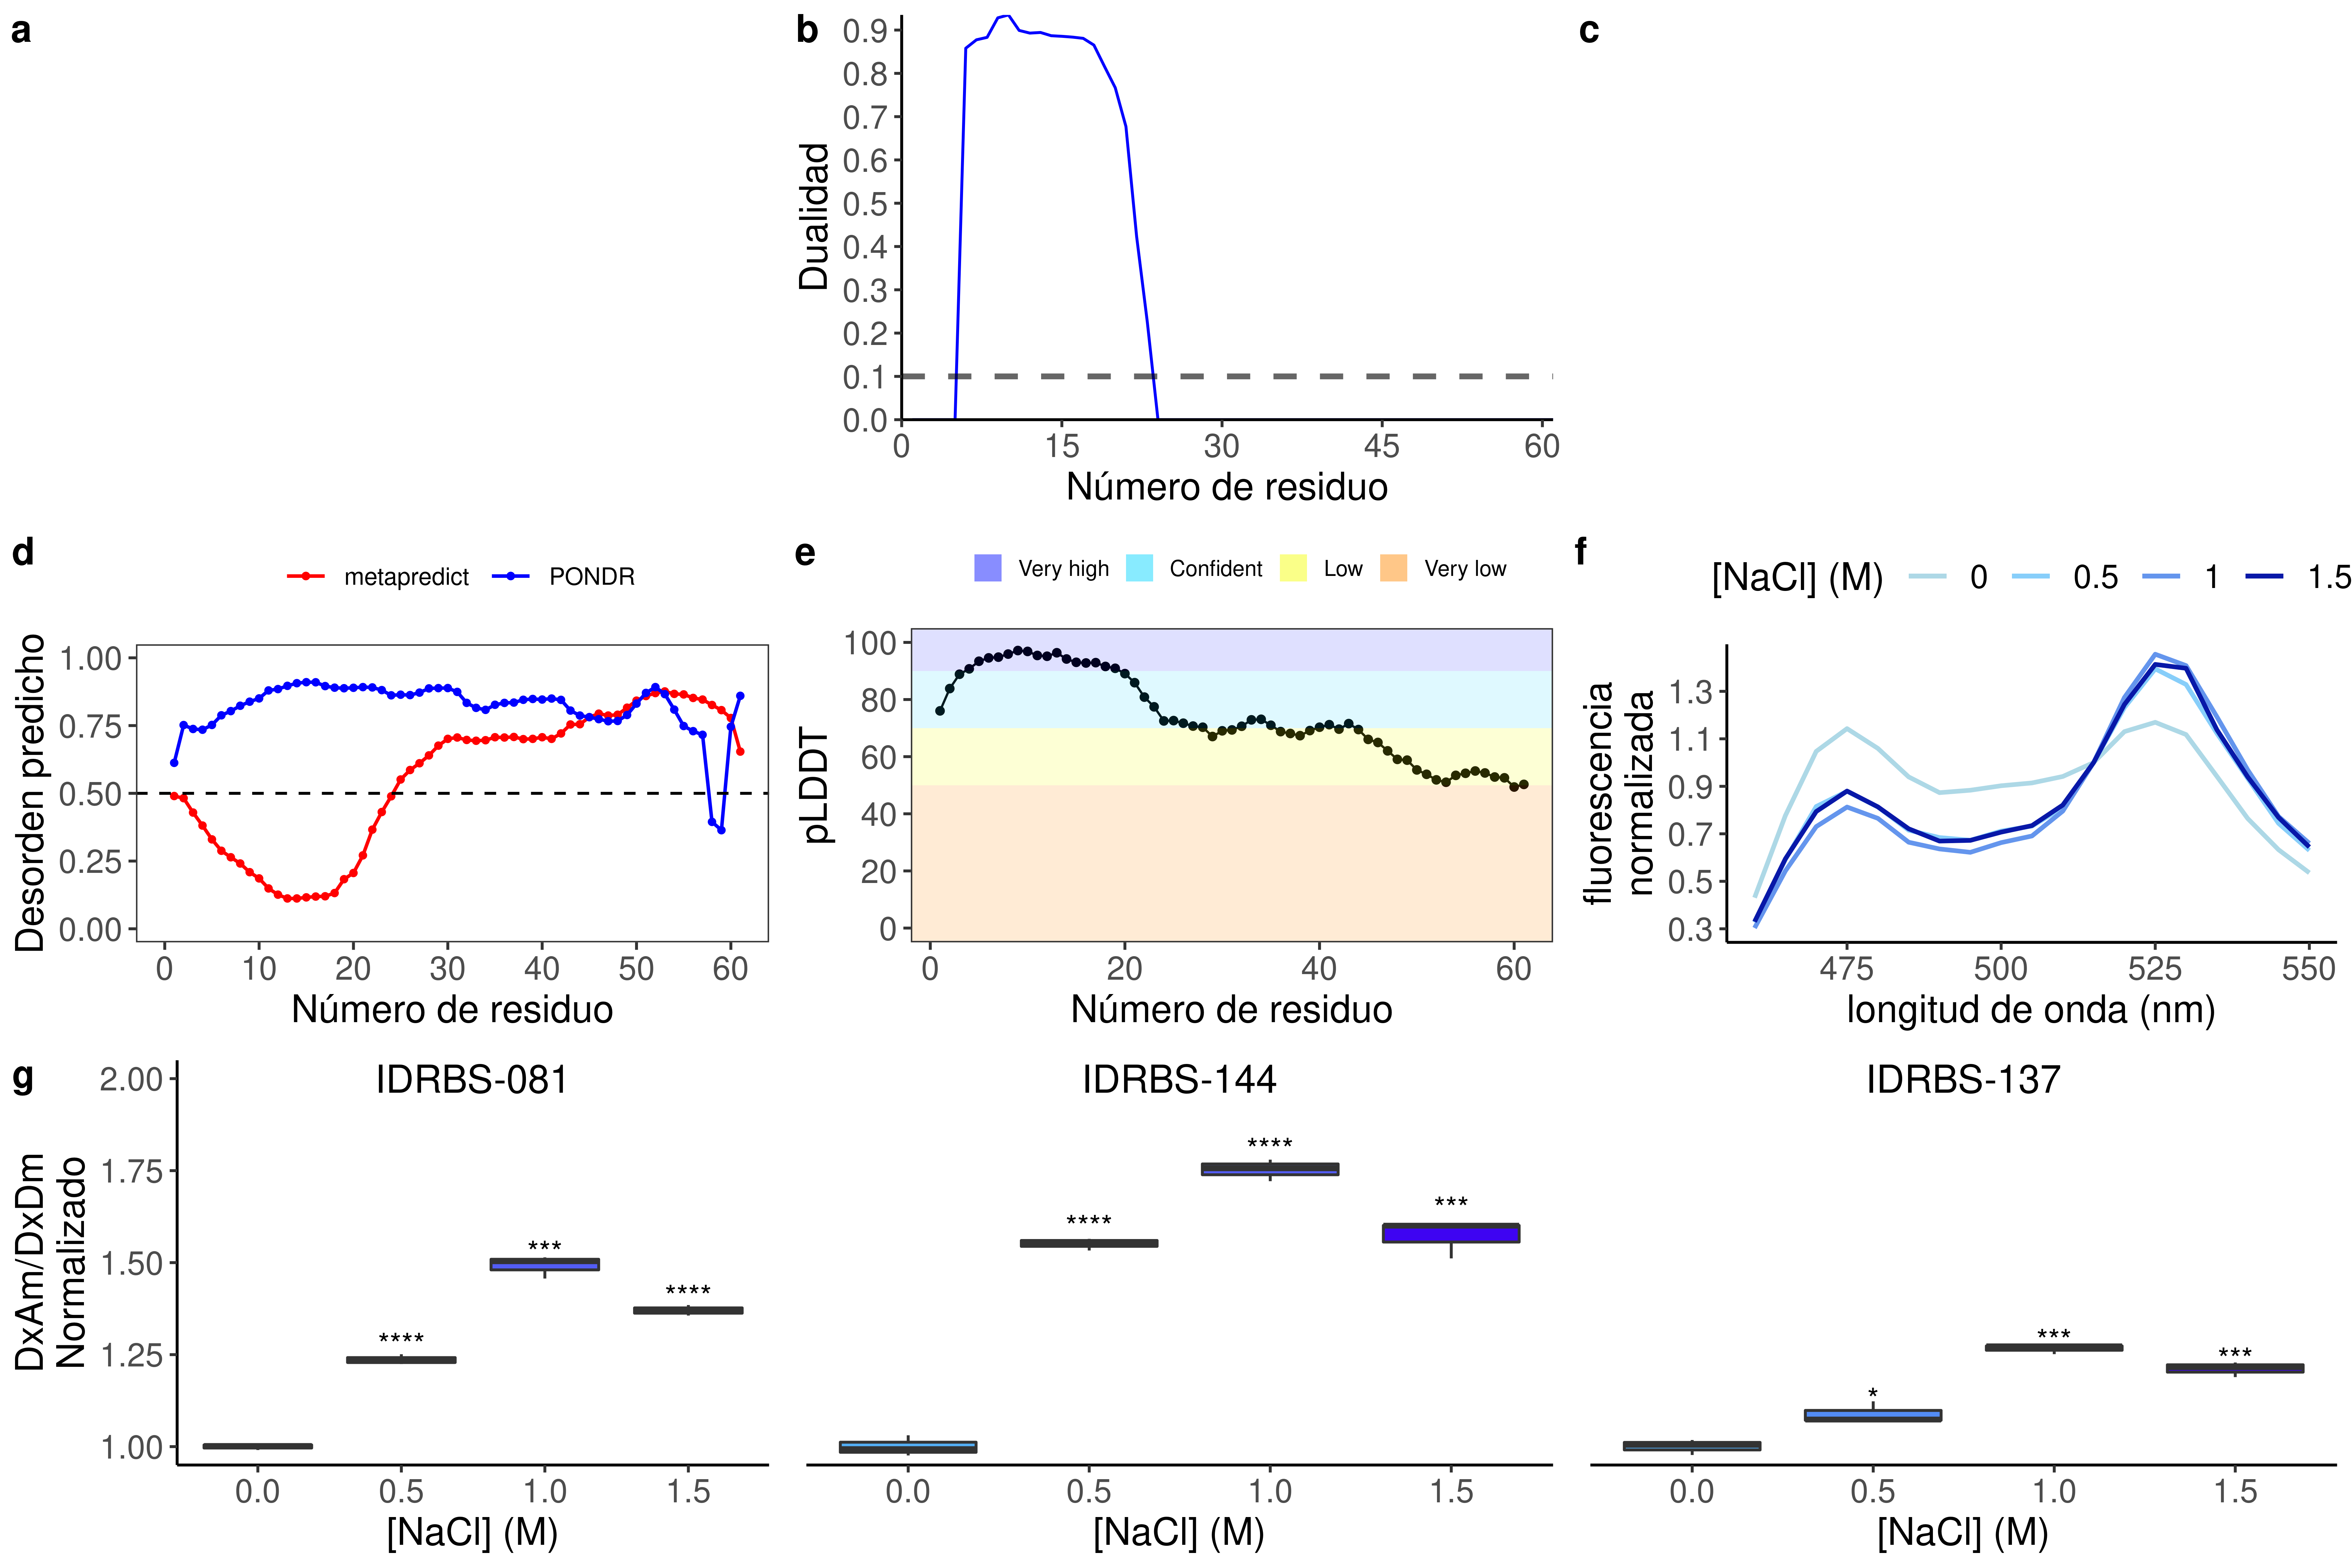 a
b
0.9
0.8
0.7
0.6
0.5
0.4
0.3
0.2
0.1
0.0
Dualidad
0 15 30 45 60
Número de residuo
c
d
metapredict PONDR
1.00
0.75
0.50
0.25
0.00
Desorden predicho
0 10 20 30 40 50 60
Número de residuo
e
Very high Confident Low Very low
100
80
60
40
20
0
pLDDT
0 20 40 60
Número de residuo
f
[NaCl] (M) 0 0.5 1 1.5
1.3
1.1
0.9
0.7
0.5
0.3
fluorescencia
normalizada
475 500 525 550
longitud de onda (nm)
g
IDRBS-081
2.00
1.75
1.50
1.25
1.00
DxAm/DxDm
Normalizado
****
***
****
0.0 0.5 1.0 1.5
[NaCl] (M)
IDRBS-144
****
****
***
0.0 0.5 1.0 1.5
[NaCl] (M)
IDRBS-137
*
***
***
0.0 0.5 1.0 1.5
[NaCl] (M)